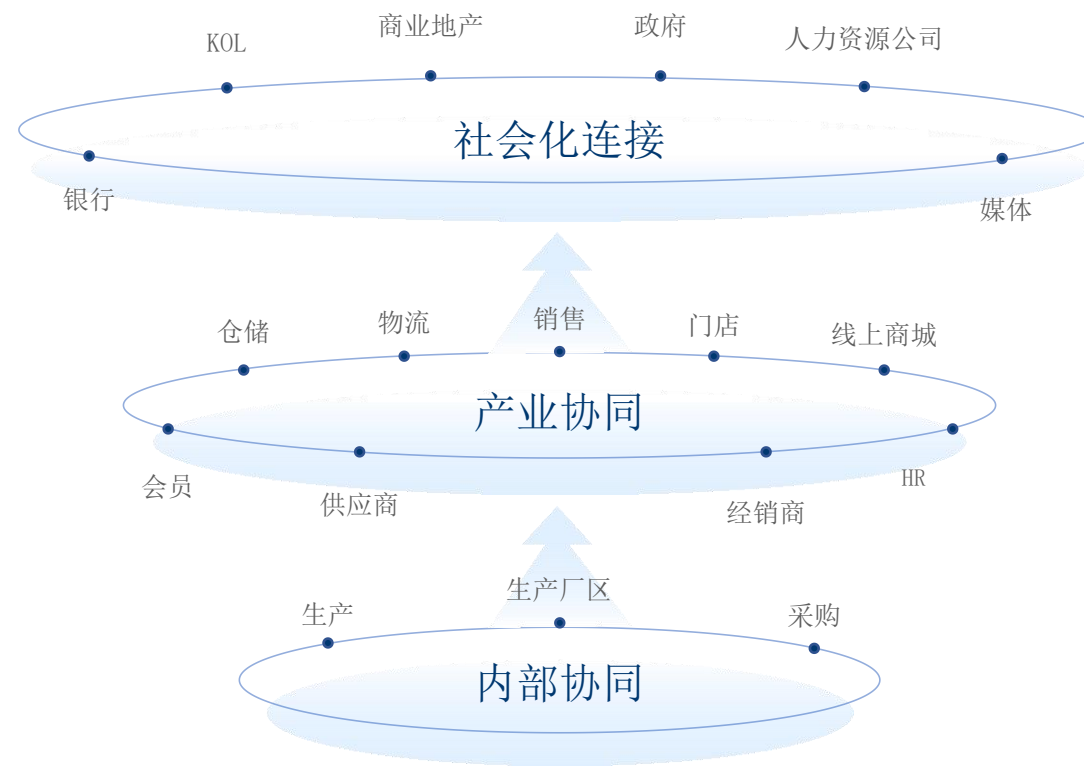 KOL
商业地产
政府
人力资源公司
社会化连接
银行
媒体
仓储
物流
销售
门店
线上商城
产业协同
会员
供应商
经销商
HR
生产
生产厂区
采购
内部协同